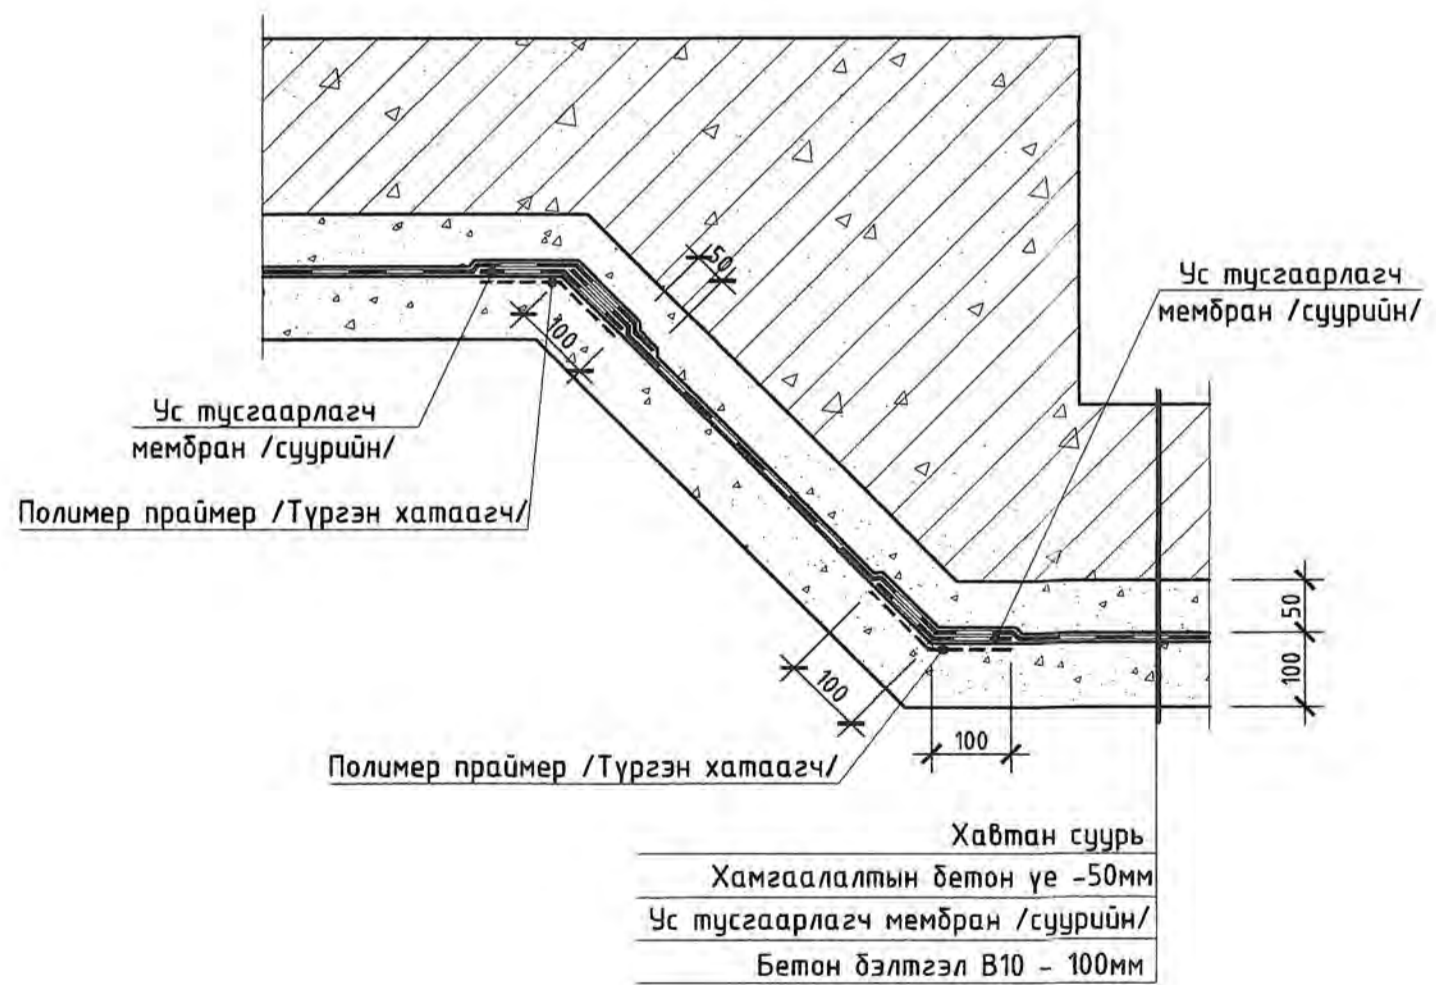 50
Ус тусгаарлагч
мембран /суурийн/
100
Ус тусгаарлагч
мембран /суурийн/
Полимер праймер /Түргэн хатаагч/
50
100
100
100
Полимер праймер /Түргэн хатаагч/
Хавтан суурь
Хамгаалалтын бетон үе -50мм
Ус тусгаарлагч мембран /суурийн/
Бетон бэлтгэл В10 - 100мм